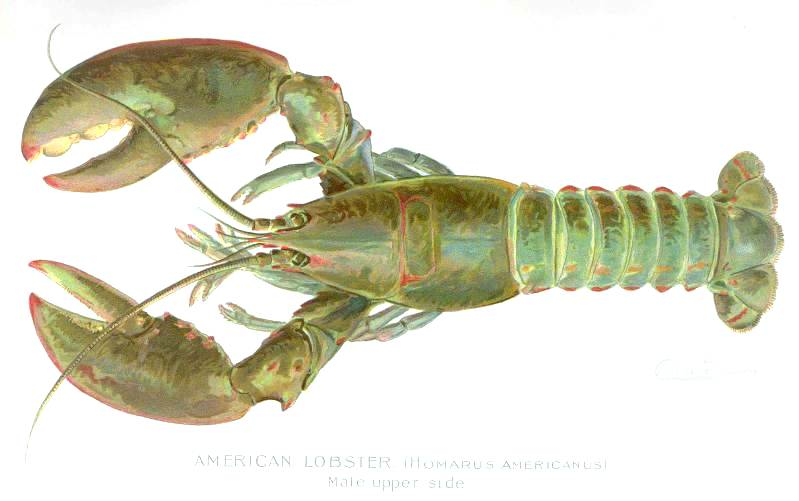 AMERICAN LOBSTER (HOMARUS AMERICANUS)
Male upper side